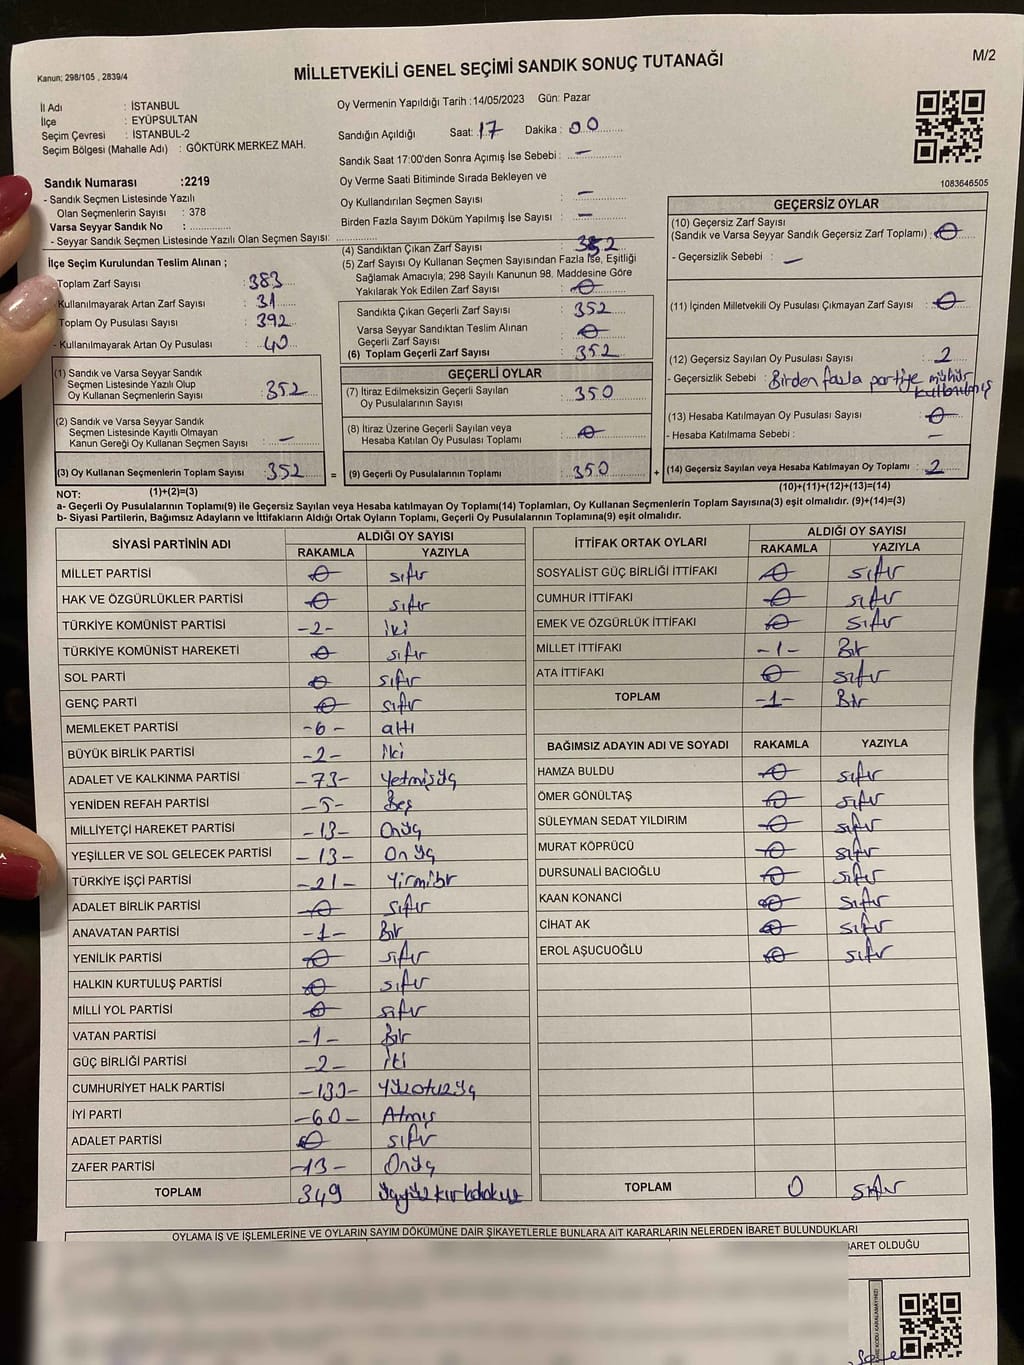 Kanun; 298/105 , 2839/4
MİLLETVEKİLİ GENEL SEÇİMİ SANDIK SONUÇ TUTANAĞI
M/2
İl Adı : İSTANBUL
İlçe : EYÜPSULTAN
Seçim Çevresi : İSTANBUL-2
Seçim Bölgesi (Mahalle Adı) : GÖKTÜRK MERKEZ MAH.
Oy Vermenin Yapıldığı Tarih :14/05/2023 Gün: Pazar
Sandığın Açıldığı Saat: 17 Dakika : 00
Sandık Saat 17:00'den Sonra Açımış İse Sebebi : —
Oy Verme Saati Bitiminde Sırada Bekleyen ve
Oy Kullandırılan Seçmen Sayısı : —
Birden Fazla Sayım Döküm Yapılmış İse Sayısı : —
1083646505
Sandık Numarası :2219
- Sandık Seçmen Listesinde Yazılı
Olan Seçmenlerin Sayısı : 378
Varsa Seyyar Sandık No :
- Seyyar Sandık Seçmen Listesinde Yazılı Olan Seçmen Sayısı:
İlçe Seçim Kurulundan Teslim Alınan ;
Toplam Zarf Sayısı : 383
Kullanılmayarak Artan Zarf Sayısı : 31
Toplam Oy Pusulası Sayısı : 392
- Kullanılmayarak Artan Oy Pusulası : 40
(1) Sandık ve Varsa Seyyar Sandık
Seçmen Listesinde Yazılı Olup
Oy Kullanan Seçmenlerin Sayısı : 352
(2) Sandık ve Varsa Seyyar Sandık
Seçmen Listesinde Kayıtlı Olmayan
Kanun Gereği Oy Kullanan Seçmen Sayısı : —
(3) Oy Kullanan Seçmenlerin Toplam Sayısı : 352 =
(1)+(2)=(3)
(4) Sandıktan Çıkan Zarf Sayısı : 352
(5) Zarf Sayısı Oy Kullanan Seçmen Sayısından Fazla İse, Eşitliği
Sağlamak Amacıyla; 298 Sayılı Kanunun 98. Maddesine Göre
Yakılarak Yok Edilen Zarf Sayısı : 0
Sandıkta Çıkan Geçerli Zarf Sayısı : 352
Varsa Seyyar Sandıktan Teslim Alınan
Geçerli Zarf Sayısı : 0
(6) Toplam Geçerli Zarf Sayısı : 352
GEÇERLİ OYLAR
(7) İtiraz Edilmeksizin Geçerli Sayılan
Oy Pusulalarının Sayısı : 350
(8) İtiraz Üzerine Geçerli Sayılan veya
Hesaba Katılan Oy Pusulası Toplamı : 0
(9) Geçerli Oy Pusulalarının Toplamı : 350 +
GEÇERSİZ OYLAR
(10) Geçersiz Zarf Sayısı
(Sandık ve Varsa Seyyar Sandık Geçersiz Zarf Toplamı) : 0
- Geçersizlik Sebebi : —
(11) İçinden Milletvekili Oy Pusulası Çıkmayan Zarf Sayısı : 0
(12) Geçersiz Sayılan Oy Pusulası Sayısı : 2
- Geçersizlik Sebebi : Birden fazla partiye mühür
kullanılmış
(13) Hesaba Katılmayan Oy Pusulası Sayısı : 0
- Hesaba Katılmama Sebebi : —
(14) Geçersiz Sayılan veya Hesaba Katılmayan Oy Toplamı : 2
(10)+(11)+(12)+(13)=(14)
NOT:
a- Geçerli Oy Pusulalarının Toplamı(9) ile Geçersiz Sayılan veya Hesaba katılmayan Oy Toplamı(14) Toplamları, Oy Kullanan Seçmenlerin Toplam Sayısına(3) eşit olmalıdır. (9)+(14)=(3)
b- Siyasi Partilerin, Bağımsız Adayların ve İttifakların Aldığı Ortak Oyların Toplamı, Geçerli Oy Pusulalarının Toplamına(9) eşit olmalıdır.
SİYASİ PARTİNİN ADI ALDIĞI OY SAYISI
RAKAMLA YAZIYLA
MİLLET PARTİSİ 0 sıfır
HAK VE ÖZGÜRLÜKLER PARTİSİ 0 sıfır
TÜRKİYE KOMÜNİST PARTİSİ -2- iki
TÜRKİYE KOMÜNİST HAREKETİ 0 sıfır
SOL PARTİ 0 sıfır
GENÇ PARTİ 0 sıfır
MEMLEKET PARTİSİ -6- altı
BÜYÜK BİRLİK PARTİSİ -2- iki
ADALET VE KALKINMA PARTİSİ -73- Yetmişüç
YENİDEN REFAH PARTİSİ -5- Beş
MİLLİYETÇİ HAREKET PARTİSİ -13- Onüç
YEŞİLLER VE SOL GELECEK PARTİSİ -13- Onüç
TÜRKİYE İŞÇİ PARTİSİ -21- Yirmibir
ADALET BİRLİK PARTİSİ 0 sıfır
ANAVATAN PARTİSİ -1- Bir
YENİLİK PARTİSİ 0 sıfır
HALKIN KURTULUŞ PARTİSİ 0 sıfır
MİLLİ YOL PARTİSİ 0 sıfır
VATAN PARTİSİ -1- Bir
GÜÇ BİRLİĞİ PARTİSİ -2- iki
CUMHURİYET HALK PARTİSİ -133- Yüzotuzüç
İYİ PARTİ -60- Atmış
ADALET PARTİSİ 0 sıfır
ZAFER PARTİSİ -13- Onüç
TOPLAM 349 üçyüzkırkdokuz
İTTİFAK ORTAK OYLARI ALDIĞI OY SAYISI
RAKAMLA YAZIYLA
SOSYALİST GÜÇ BİRLİĞİ İTTİFAKI 0 sıfır
CUMHUR İTTİFAKI 0 sıfır
EMEK VE ÖZGÜRLÜK İTTİFAKI 0 sıfır
MİLLET İTTİFAKI -1- Bir
ATA İTTİFAKI 0 sıfır
TOPLAM -1- Bir
BAĞIMSIZ ADAYIN ADI VE SOYADI RAKAMLA YAZIYLA
HAMZA BULDU 0 sıfır
ÖMER GÖNÜLTAŞ 0 sıfır
SÜLEYMAN SEDAT YILDIRIM 0 sıfır
MURAT KÖPRÜCÜ 0 sıfır
DURSUNALİ BACIOĞLU 0 sıfır
KAAN KONANCİ 0 sıfır
CİHAT AK 0 sıfır
EROL AŞUCUOĞLU 0 sıfır
TOPLAM 0 sıfır
OYLAMA İŞ VE İŞLEMLERİNE VE OYLARIN SAYIM DÖKÜMÜNE DAİR ŞİKAYETLERLE BUNLARA AİT KARARLARIN NELERDEN İBARET BULUNDUKLARI
BARET OLDUĞU